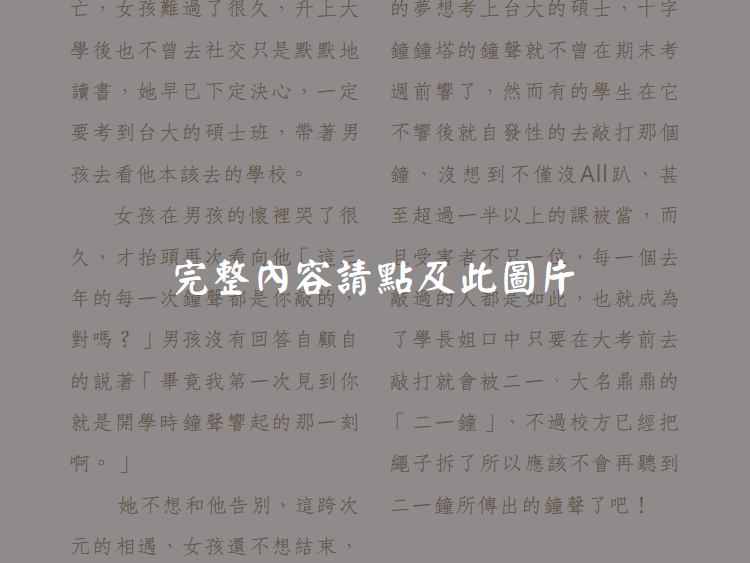 亡，女孩難過了很久，升上大
學後也不曾去社交只是默默地
讀書，她早已下定決心，一定
要考到台大的碩士班，帶著男
孩去看他本該去的學校。
女孩在男孩的懷裡哭了很
久，才抬頭再次看向他「這三
年的每一次鐘聲都是你敲的，
對嗎？」男孩沒有回答自顧自
的說著「畢竟我第一次見到你
就是開學時鐘聲響起的那一刻
啊。」
她不想和他告別，這跨次
元的相遇，女孩還不想結束，
的夢想考上台大的碩士，十字
鐘鐘塔的鐘聲就不曾在期末考
週前響了，然而有的學生在它
不響後就自發性的去敲打那個
鐘，沒想到不僅沒All趴，甚
至超過一半以上的課被當，而
且受害者不只一位，每一個去
敲過的人都是如此，也就成為
了學長姐口中只要在大考前去
敲打就會被二一、大名鼎鼎的
「二一鐘」，不過校方已經把
繩子拆了所以應該不會再聽到
二一鐘所傳出的鐘聲了吧！
完整內容請點及此圖片